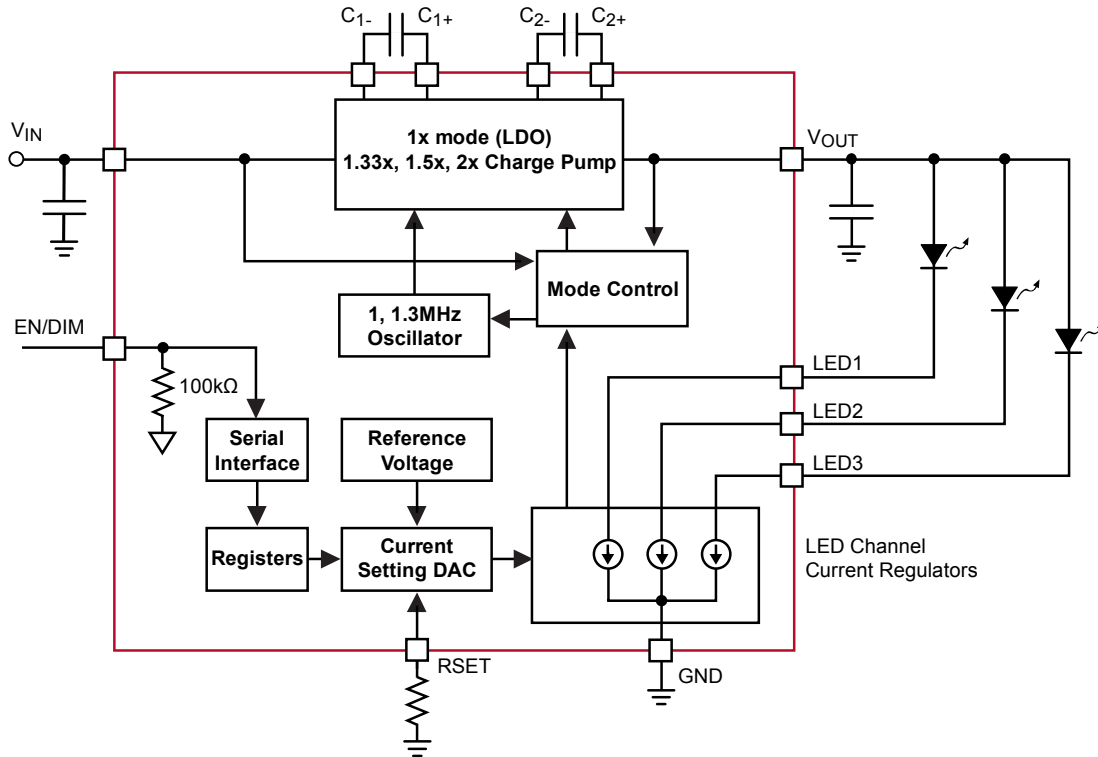 C1- C1+ C2- C2+
VIN
1x mode (LDO)
1.33x, 1.5x, 2x Charge Pump
VOUT
Mode Control
1, 1.3MHz
Oscillator
EN/DIM
100kΩ
LED1
LED2
LED3
Serial
Interface
Reference
Voltage
Registers
Current
Setting DAC
LED Channel
Current Regulators
RSET
GND